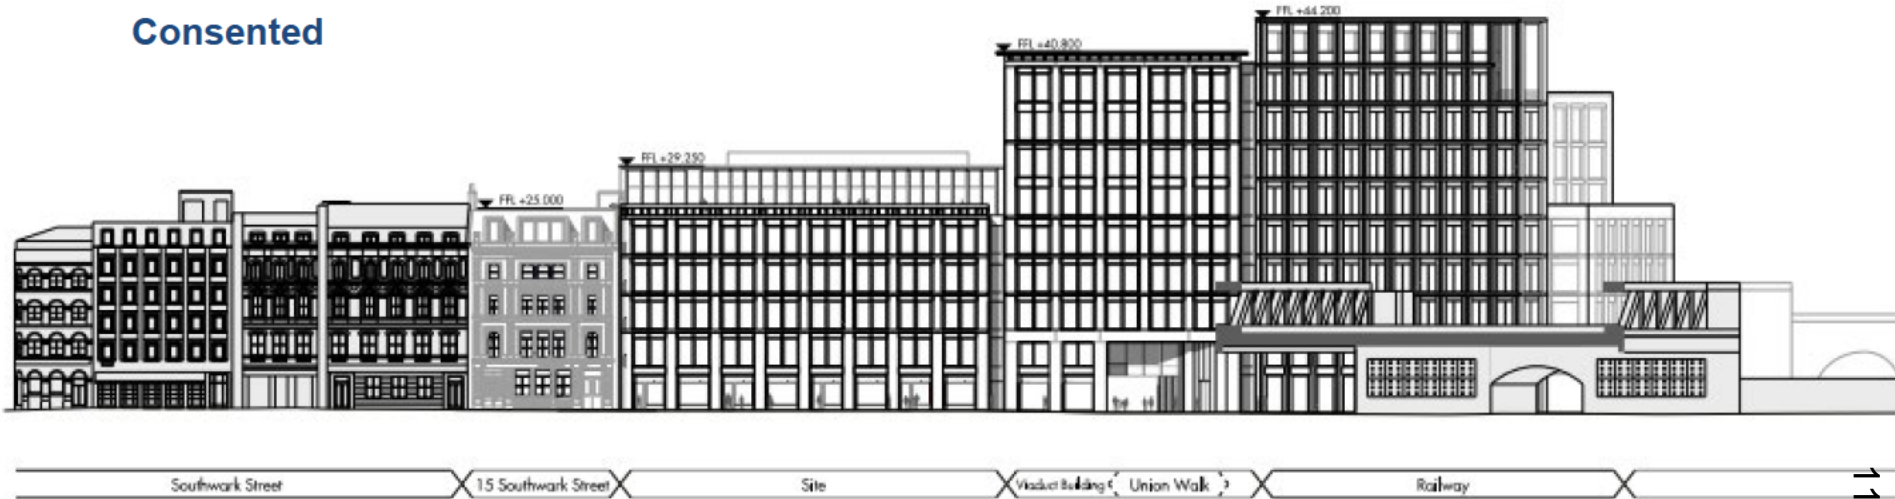 Consented
FFL +44.200
FFL +40.800
FFL +29.250
FFL +25.000
Southwark Street
15 Southwark Street
Site
Viaduct Building
Union Walk
Railway
11